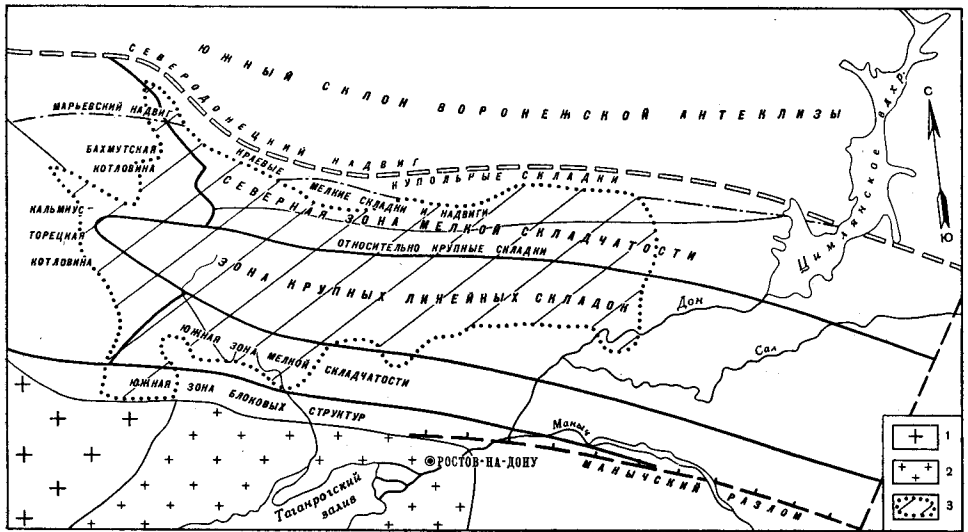 ЮЖНЫЙ СКЛОН ВОРОНЕЖСКОЙ АНТЕКЛИЗЫ
СЕВЕРОДОНЕЦКИЙ НАДВИГ
С
Ю
Цимлянское вдхр.
МАРЬЕВСКИЙ НАДВИГ
БАХМУТСКАЯ
КОТЛОВИНА
КРАЕВЫЕ
МЕЛКИЕ СКЛАДКИ И НАДВИГИ
КУПОЛЬНЫЕ СКЛАДКИ
СЕВЕРНАЯ ЗОНА МЕЛКОЙ СКЛАДЧАТОСТИ
КАЛЬМИУС-
ТОРЕЦКАЯ
КОТЛОВИНА
ОТНОСИТЕЛЬНО КРУПНЫЕ СКЛАДКИ
ЗОНА КРУПНЫХ ЛИНЕЙНЫХ СКЛАДОК
Дон
Сал
ЮЖНАЯ ЗОНА МЕЛКОЙ СКЛАДЧАТОСТИ
ЮЖНАЯ ЗОНА БЛОКОВЫХ СТРУКТУР
Маныч
РОСТОВ-НА-ДОНУ
МАНЫЧСКИЙ РАЗЛОМ
Таганрогский
залив
1
2
3